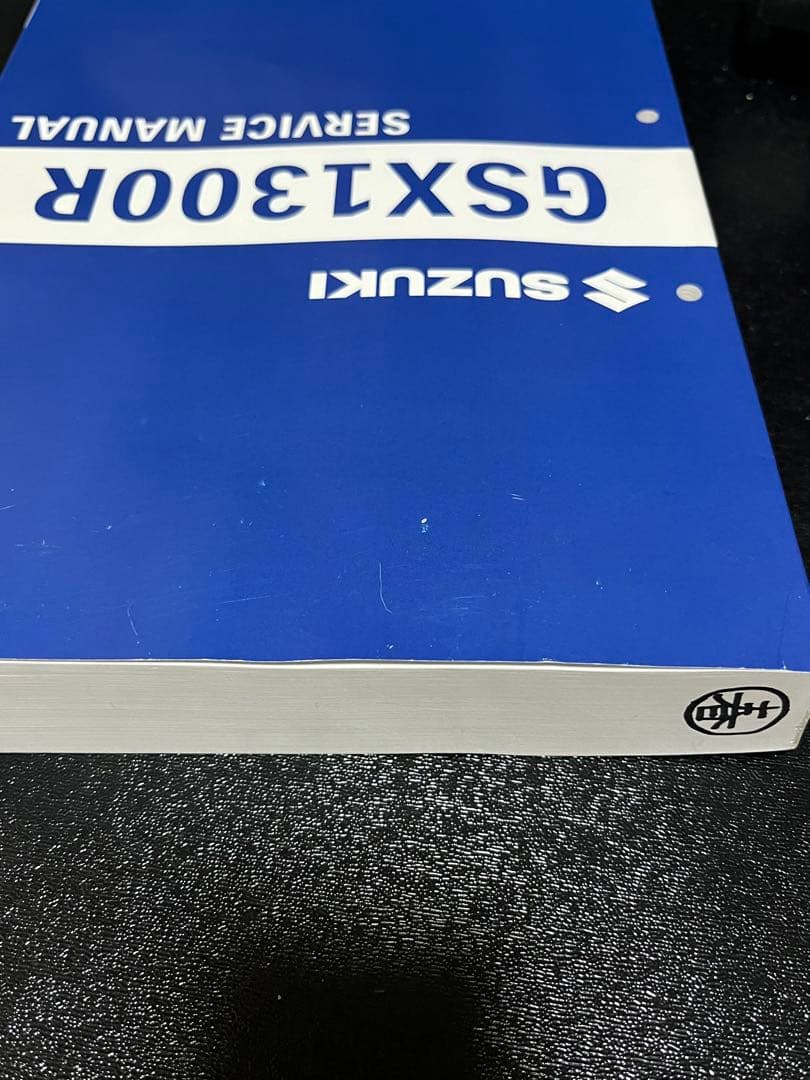 SUZUKI
GSX1300R
SERVICE MANUAL